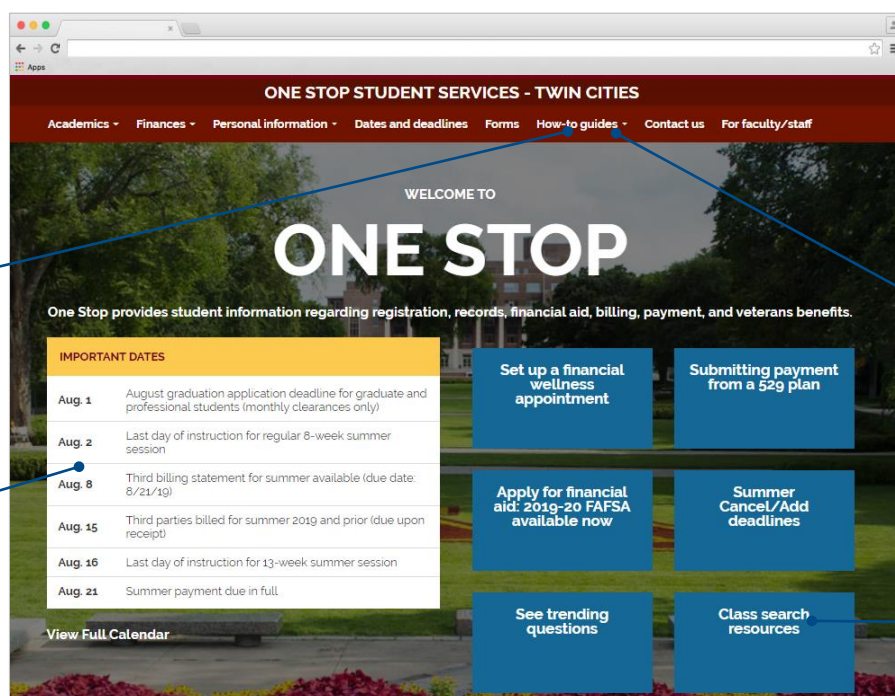 Apps
ONE STOP STUDENT SERVICES - TWIN CITIES
Academics Finances Personal information Dates and deadlines Forms How-to guides Contact us For faculty/staff
WELCOME TO
ONE STOP
One Stop provides student information regarding registration, records, financial aid, billing, payment, and veterans benefits.
IMPORTANT DATES
Aug. 1 August graduation application deadline for graduate and
professional students (monthly clearances only)
Aug. 2 Last day of instruction for regular 8-week summer
session
Aug. 8 Third billing statement for summer available (due date:
8/21/19)
Aug. 15 Third parties billed for summer 2019 and prior (due upon
receipt)
Aug. 16 Last day of instruction for 13-week summer session
Aug. 21 Summer payment due in full
View Full Calendar
Set up a financial
wellness
appointment
Submitting payment
from a 529 plan
Apply for financial
aid: 2019-20 FAFSA
available now
Summer
Cancel/Add
deadlines
See trending
questions
Class search
resources